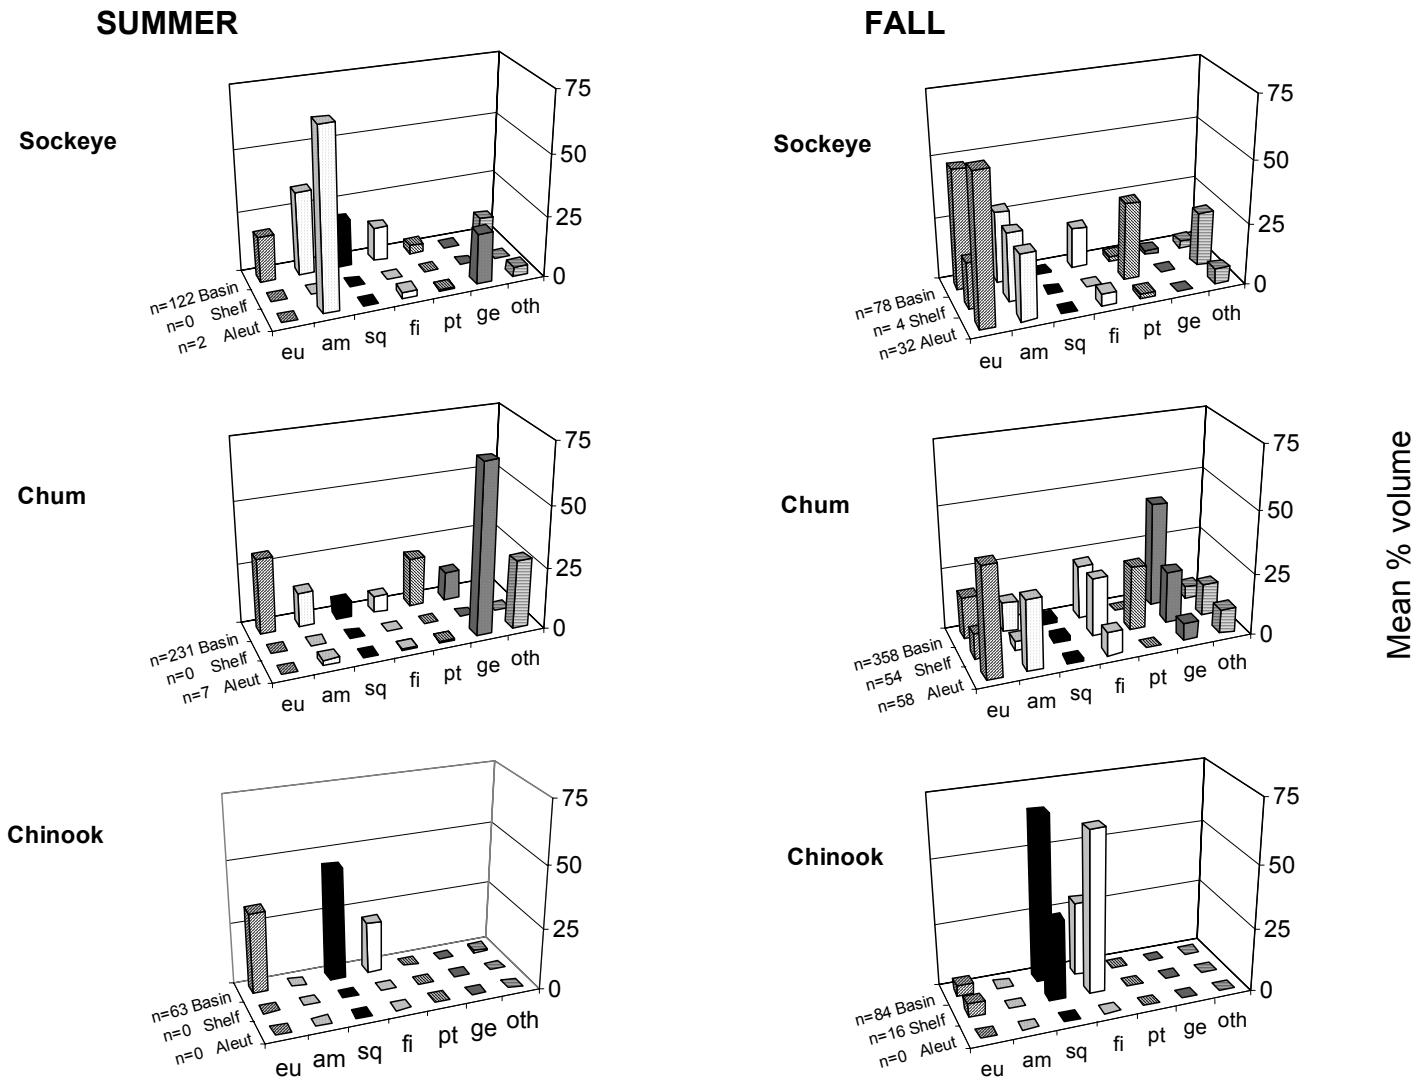 SUMMER
FALL
Sockeye
75
50
25
0
n=122 Basin
n=0 Shelf
n=2 Aleut
eu am sq fi pt ge oth
Sockeye
75
50
25
0
n=78 Basin
n= 4 Shelf
n=32 Aleut
eu am sq fi pt ge oth
Chum
75
50
25
0
n=231 Basin
n=0 Shelf
n=7 Aleut
eu am sq fi pt ge oth
Chum
75
50
25
0
n=358 Basin
n=54 Shelf
n=58 Aleut
eu am sq fi pt ge oth
Mean % volume
Chinook
75
50
25
0
n=63 Basin
n=0 Shelf
n=0 Aleut
eu am sq fi pt ge oth
Chinook
75
50
25
0
n=84 Basin
n=16 Shelf
n=0 Aleut
eu am sq fi pt ge oth